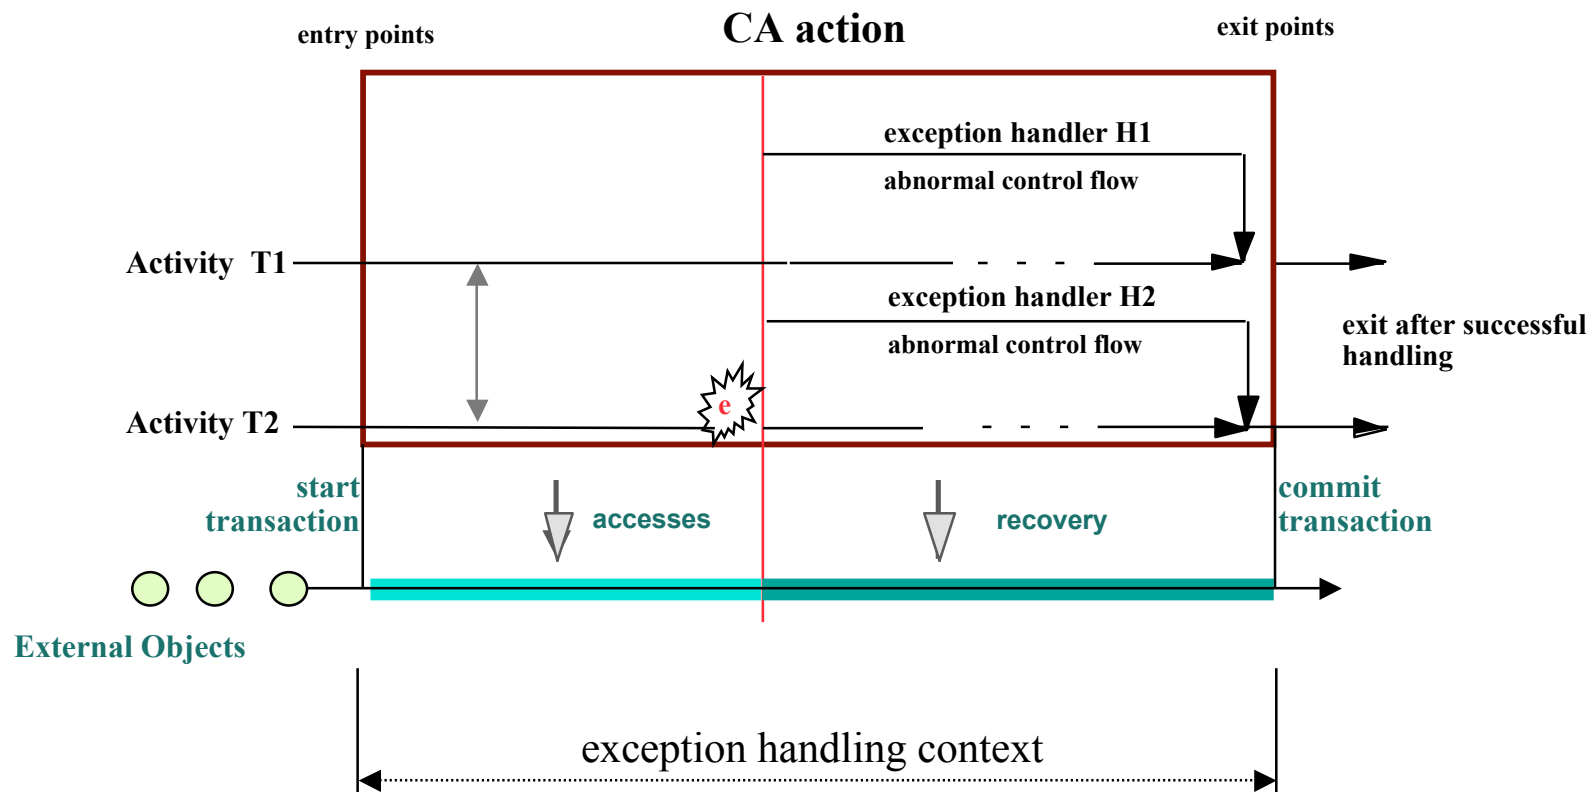 CA action
entry points
exit points
exception handler H1
abnormal control flow
Activity T1
exception handler H2
abnormal control flow
exit after successful
handling
e
Activity T2
start
transaction
accesses
recovery
commit
transaction
External Objects
exception handling context